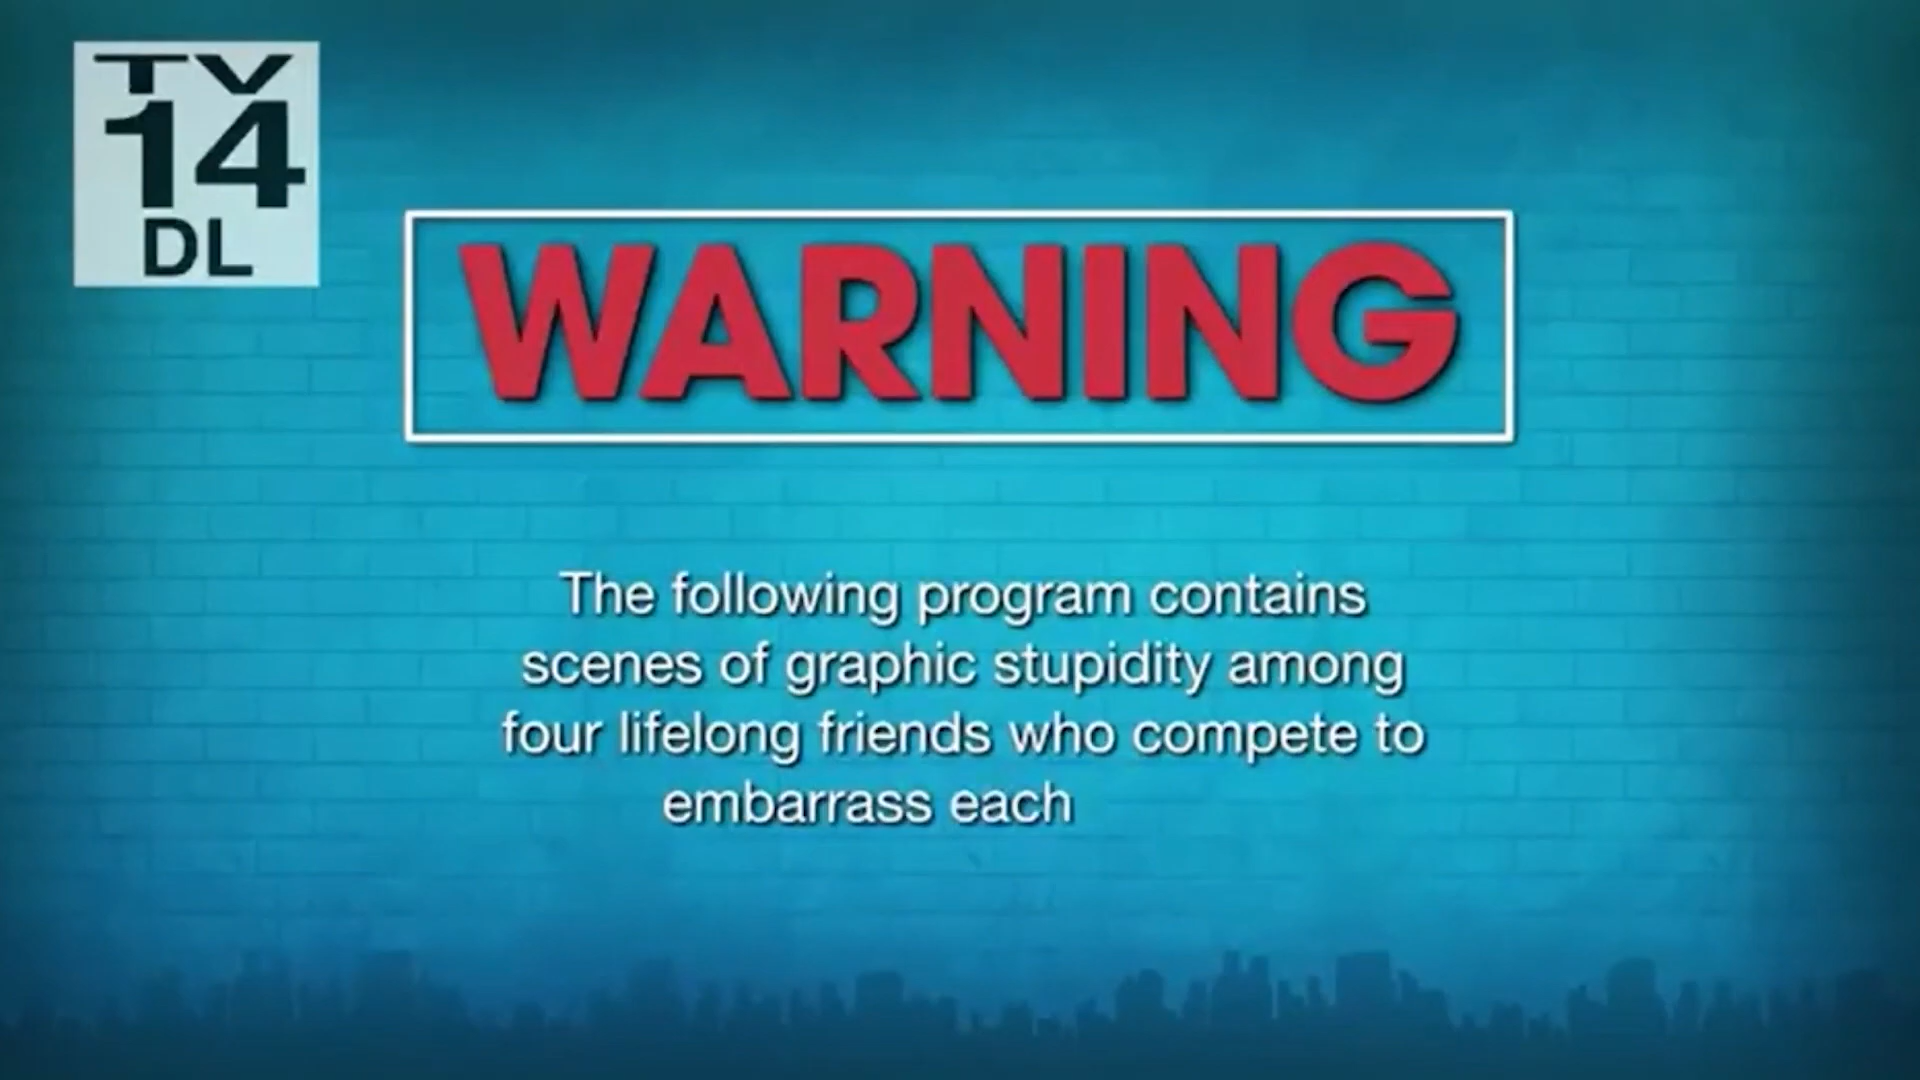 TV
14
DL
WARNING
The following program contains
scenes of graphic stupidity among
four lifelong friends who compete to
embarrass each